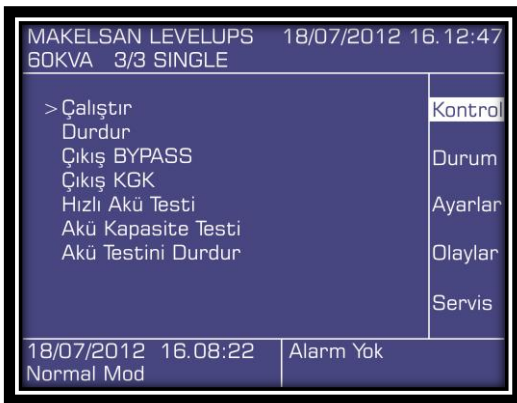 MAKELSAN LEVELUPS 18/07/2012 16.12:47
60KVA 3/3 SINGLE
>Çalıştır
Durdur
Çıkış BYPASS
Çıkış KGK
Hızlı Akü Testi
Akü Kapasite Testi
Akü Testini Durdur
Kontrol
Durum
Ayarlar
Olaylar
Servis
18/07/2012 16.08:22
Normal Mod
Alarm Yok